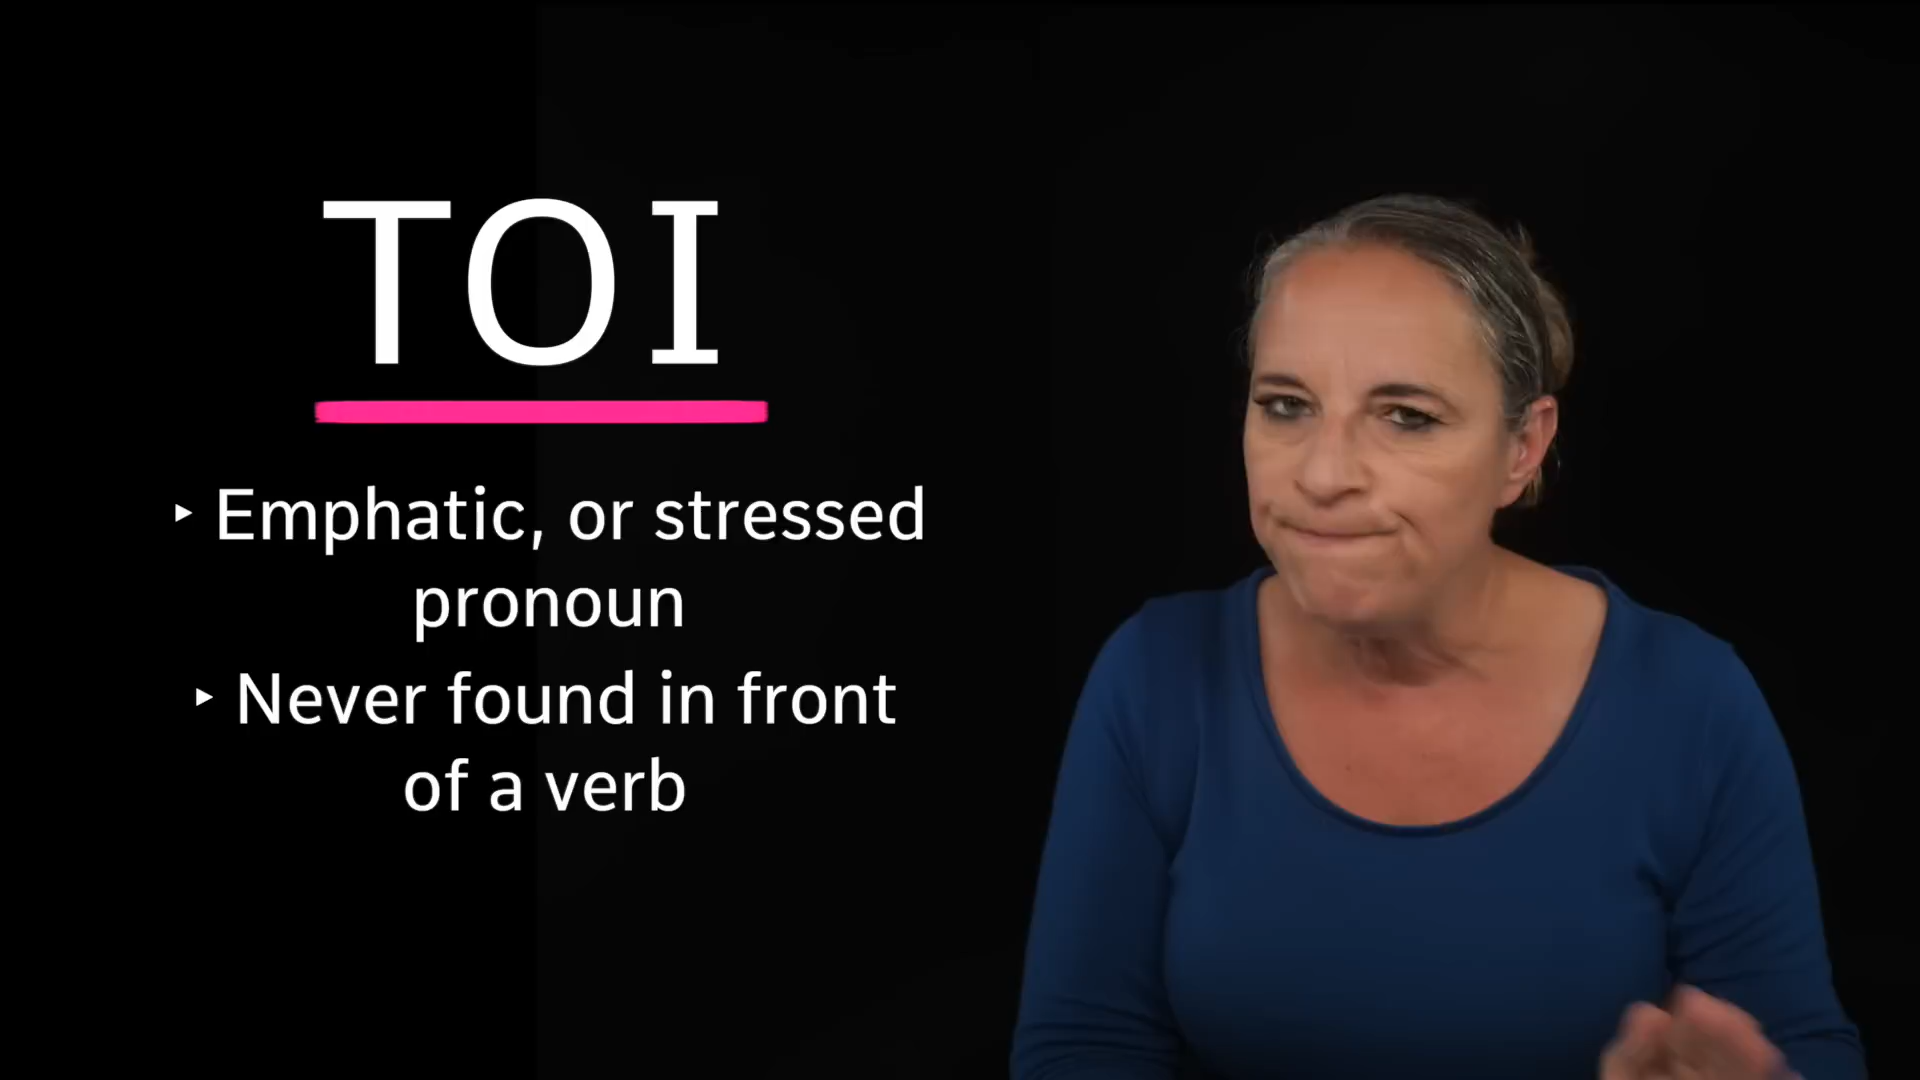 TOI
‣ Emphatic, or stressed
pronoun
‣ Never found in front
of a verb